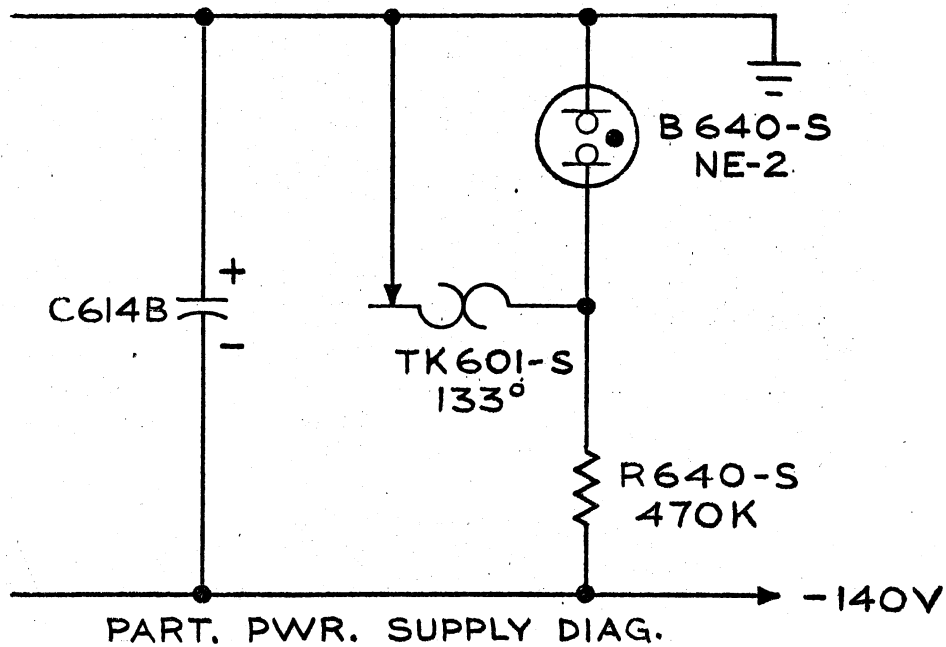 B640-S
NE-2
+
C614B
−
TK601-S
133°
R640-S
470K
-140V
PART. PWR. SUPPLY DIAG.